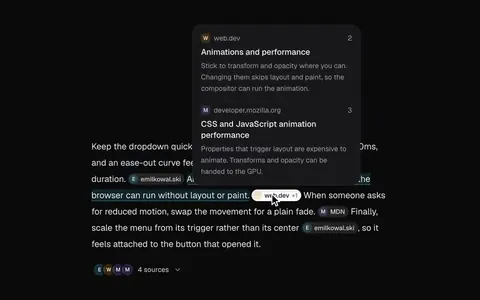 W web.dev 2
Animations and performance
Stick to transform and opacity where you can.
Changing them skips layout and paint, so the
compositor can run the animation.
M developer.mozilla.org 3
CSS and JavaScript animation
performance
Properties that trigger layout are expensive to
animate. Transforms and opacity can be
handed to the GPU.
Keep the dropdown quick
0ms,
and an ease-out curve fee
duration. E emilkowal.ski
the
browser can run without layout or paint. web.dev +1 When someone asks
for reduced motion, swap the movement for a plain fade. M MDN Finally,
scale the menu from its trigger rather than its center E emilkowal.ski , so it
feels attached to the button that opened it.
E W M M 4 sources